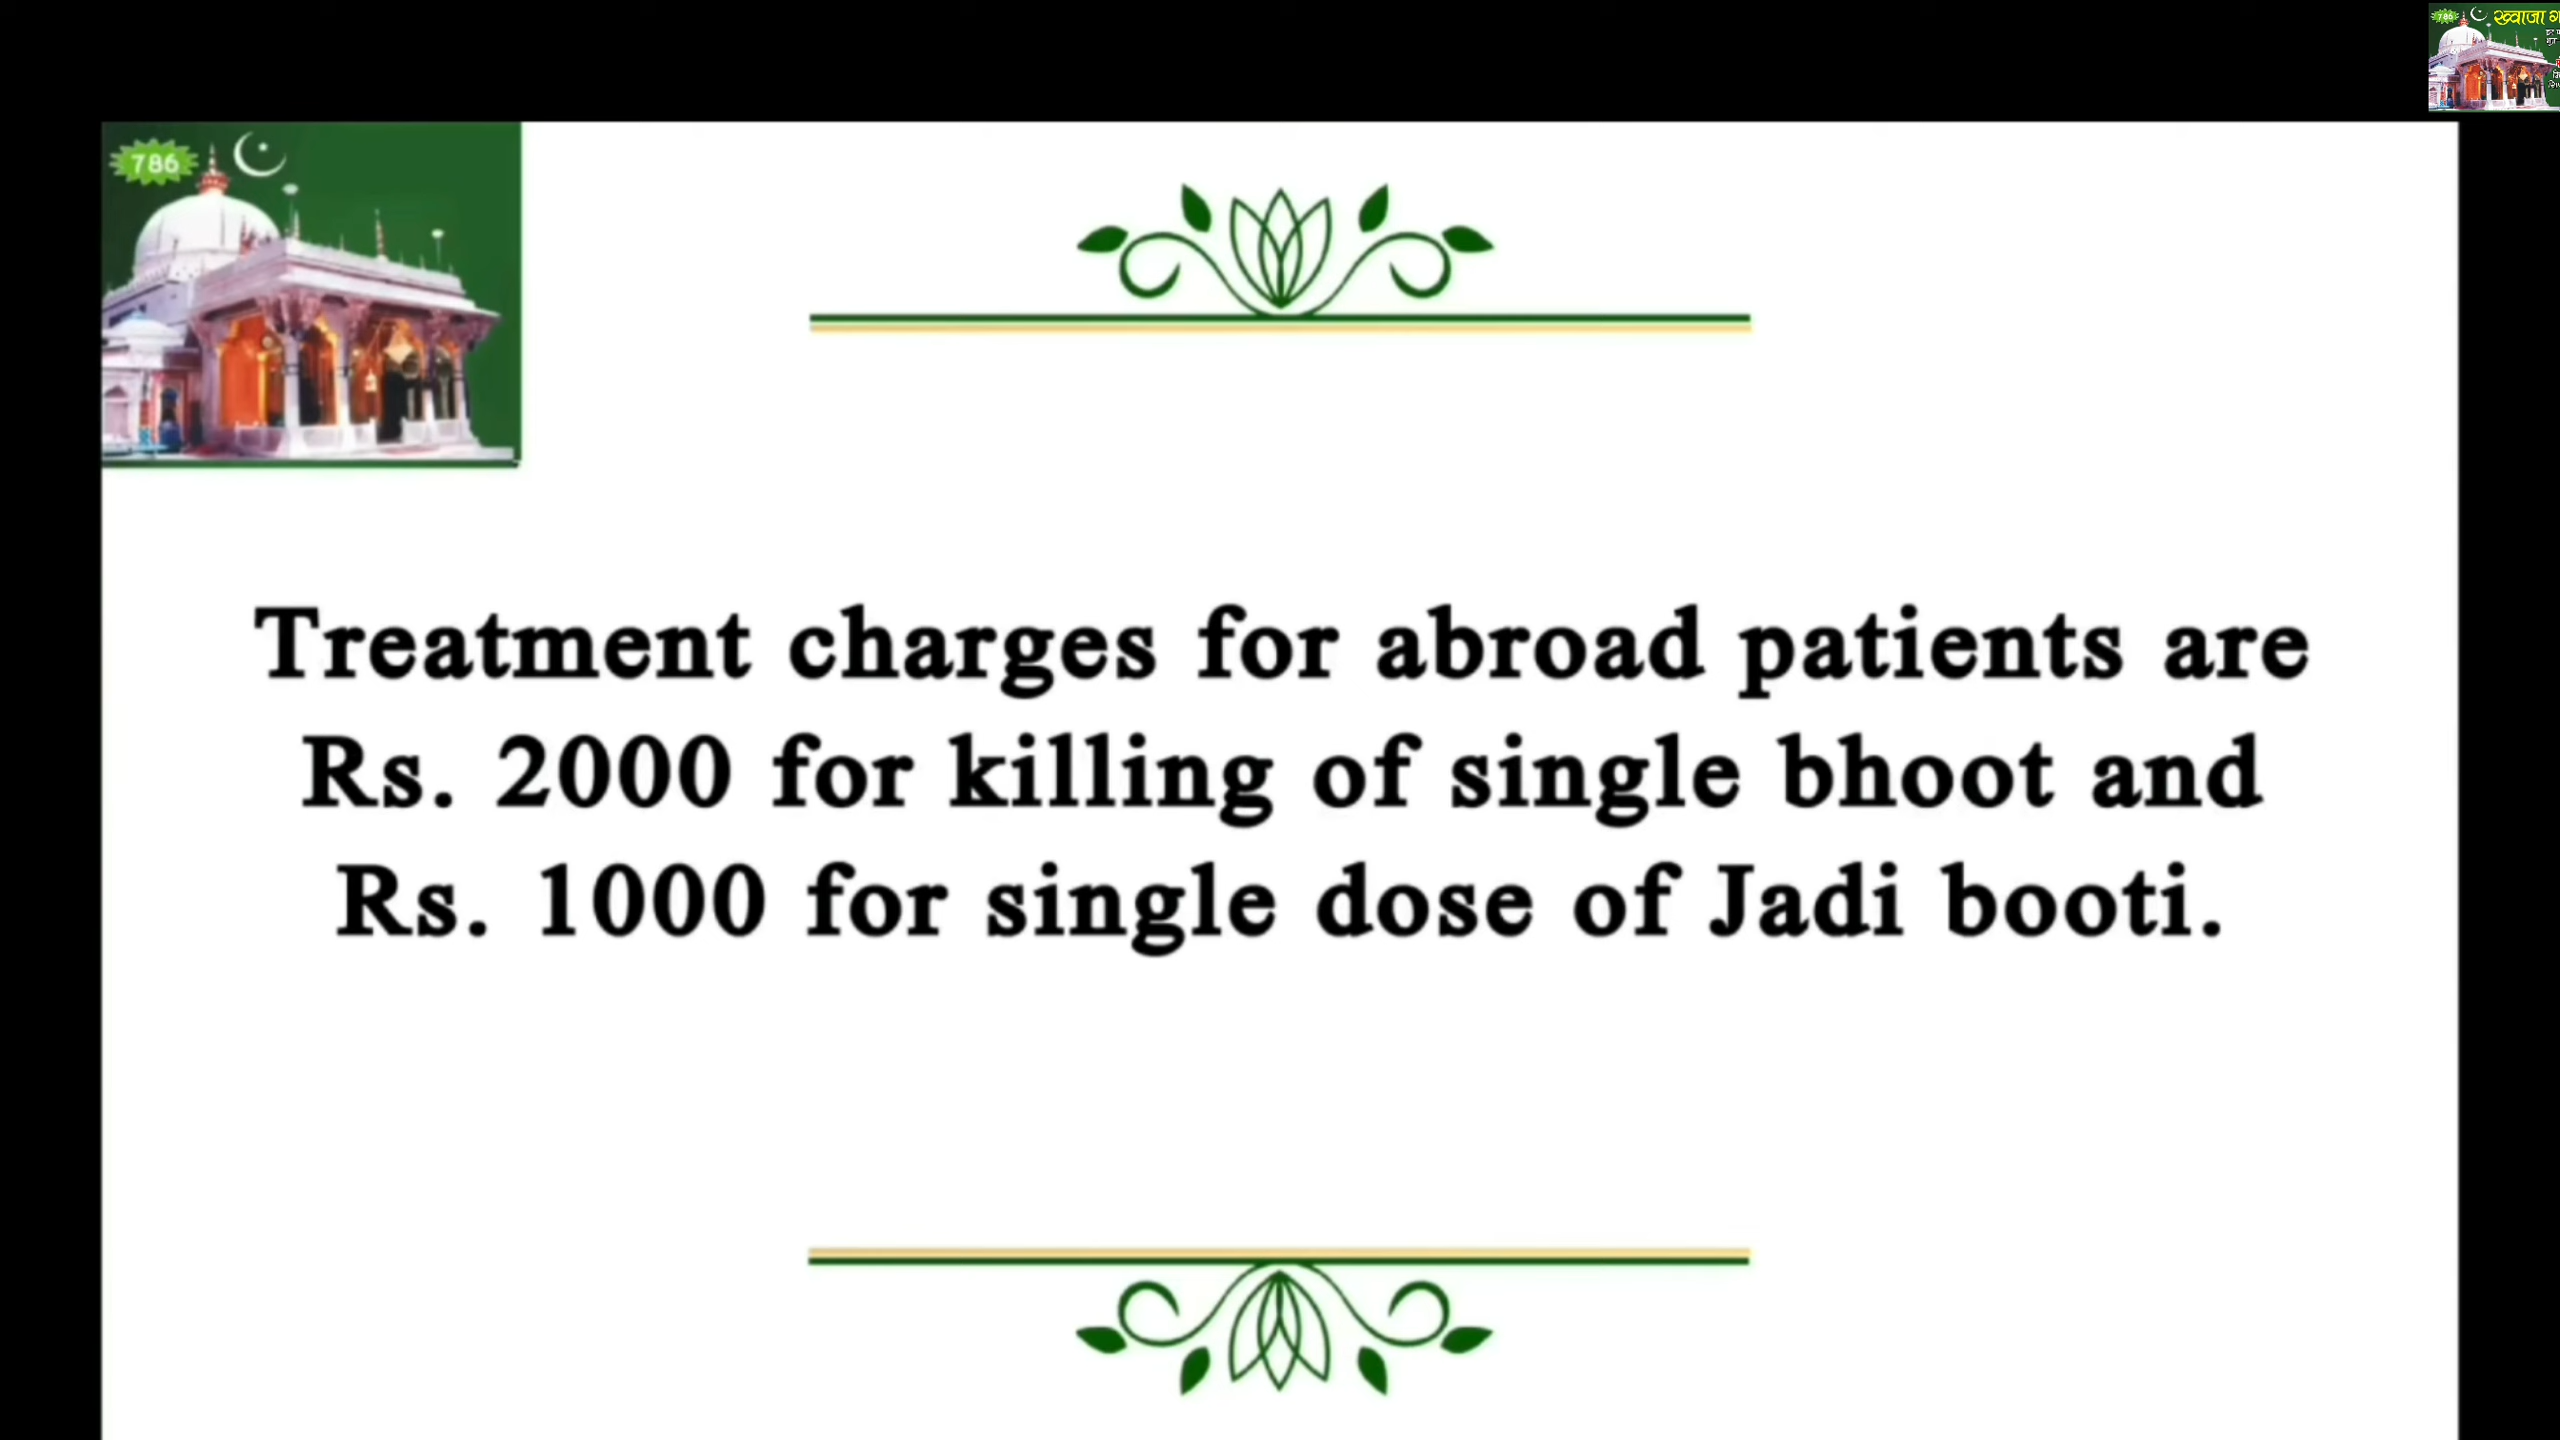 786
ख्वाजा
786
Treatment charges for abroad patients are
Rs. 2000 for killing of single bhoot and
Rs. 1000 for single dose of Jadi booti.